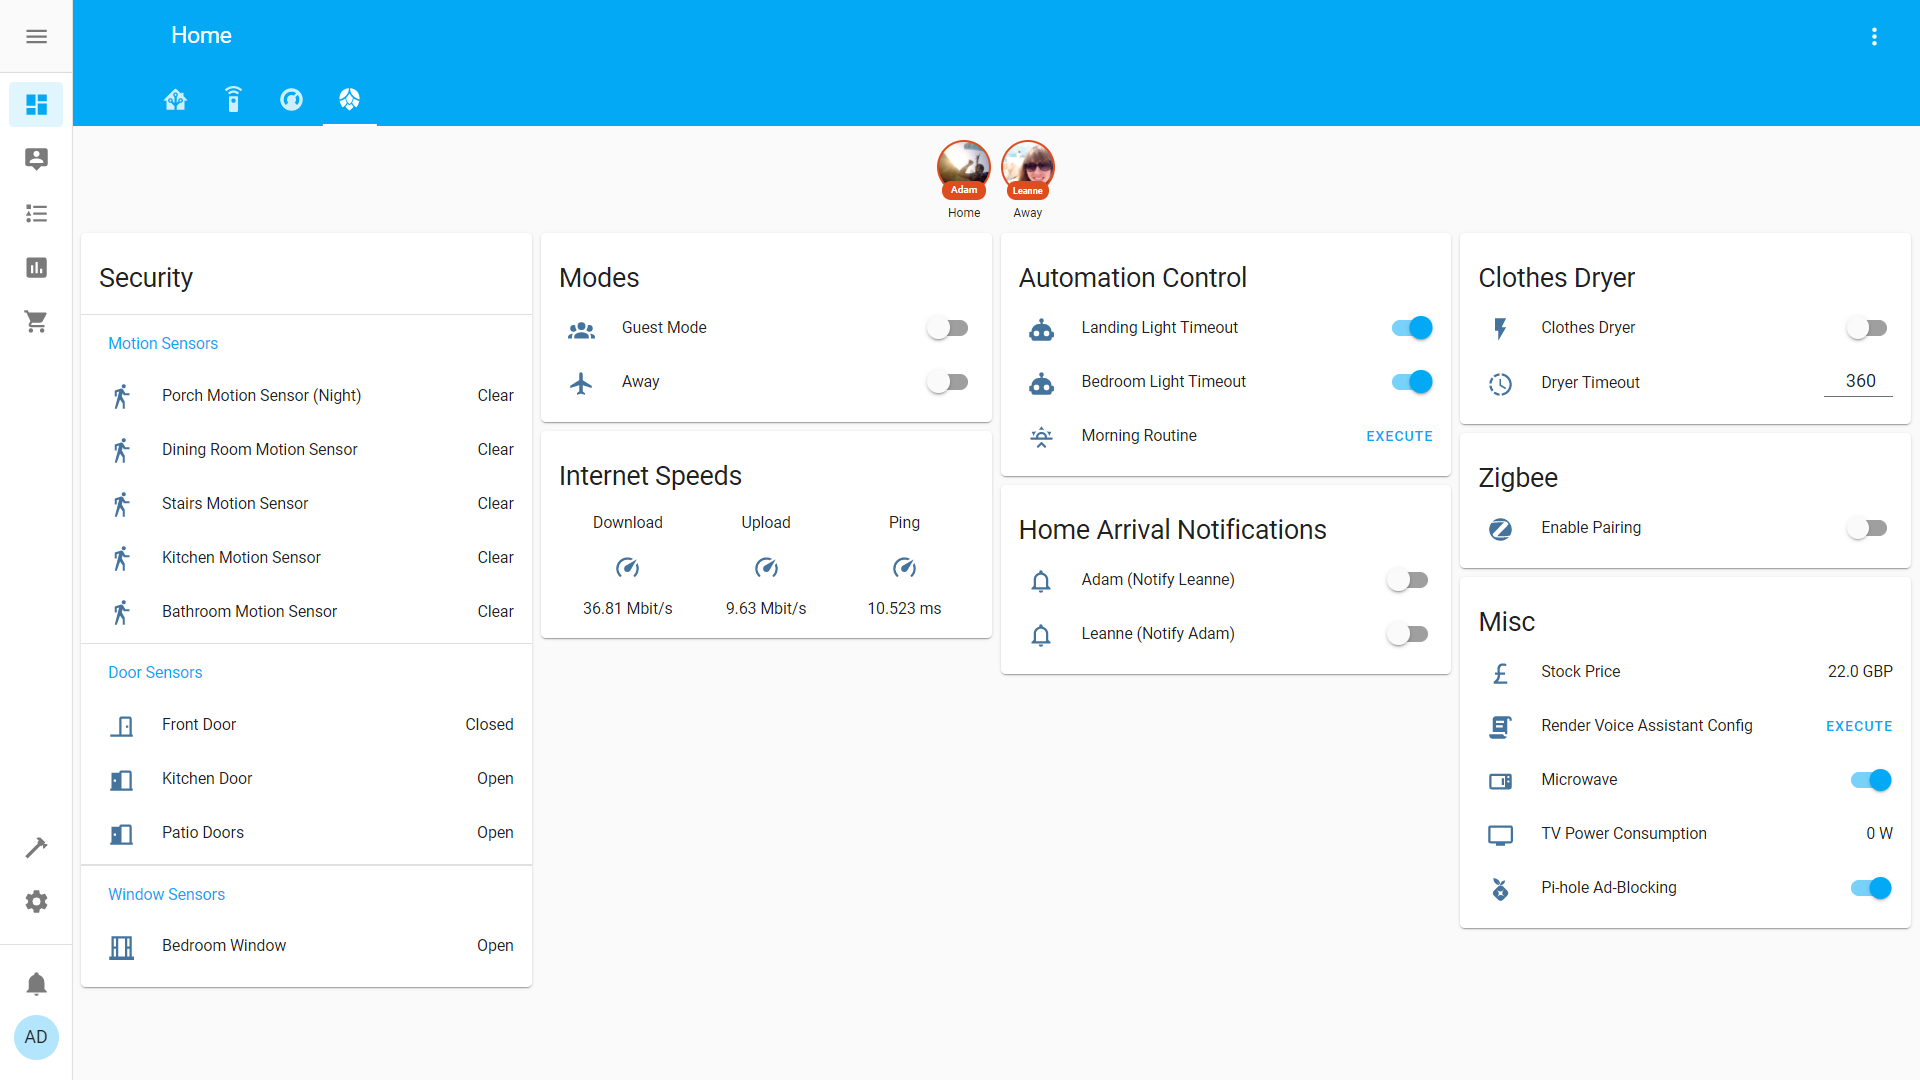 Home
Adam
Leanne
Home
Away
Security
Motion Sensors
Porch Motion Sensor (Night) Clear
Dining Room Motion Sensor Clear
Stairs Motion Sensor Clear
Kitchen Motion Sensor Clear
Bathroom Motion Sensor Clear
Door Sensors
Front Door Closed
Kitchen Door Open
Patio Doors Open
Window Sensors
Bedroom Window Open
Modes
Guest Mode
Away
Internet Speeds
Download Upload Ping
36.81 Mbit/s 9.63 Mbit/s 10.523 ms
Automation Control
Landing Light Timeout
Bedroom Light Timeout
Morning Routine EXECUTE
Home Arrival Notifications
Adam (Notify Leanne)
Leanne (Notify Adam)
Clothes Dryer
Clothes Dryer
Dryer Timeout 360
Zigbee
Enable Pairing
Misc
Stock Price 22.0 GBP
Render Voice Assistant Config EXECUTE
Microwave
TV Power Consumption 0 W
Pi-hole Ad-Blocking
AD